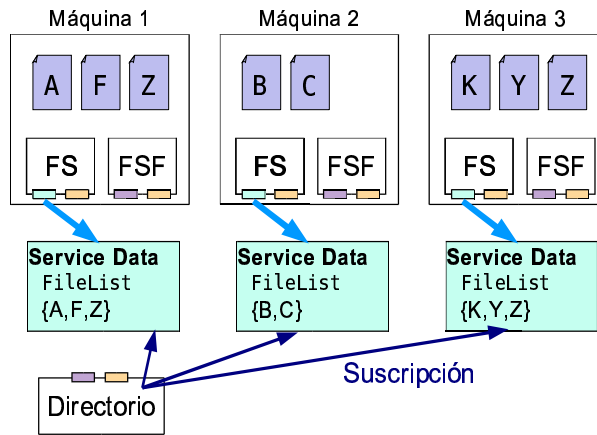 Máquina 1
Máquina 2
Máquina 3
A F Z
B C
K Y Z
FS FSF
FS FSF
FS FSF
Service Data
FileList
{A,F,Z}
Service Data
FileList
{B,C}
Service Data
FileList
{K,Y,Z}
Suscripción
Directorio